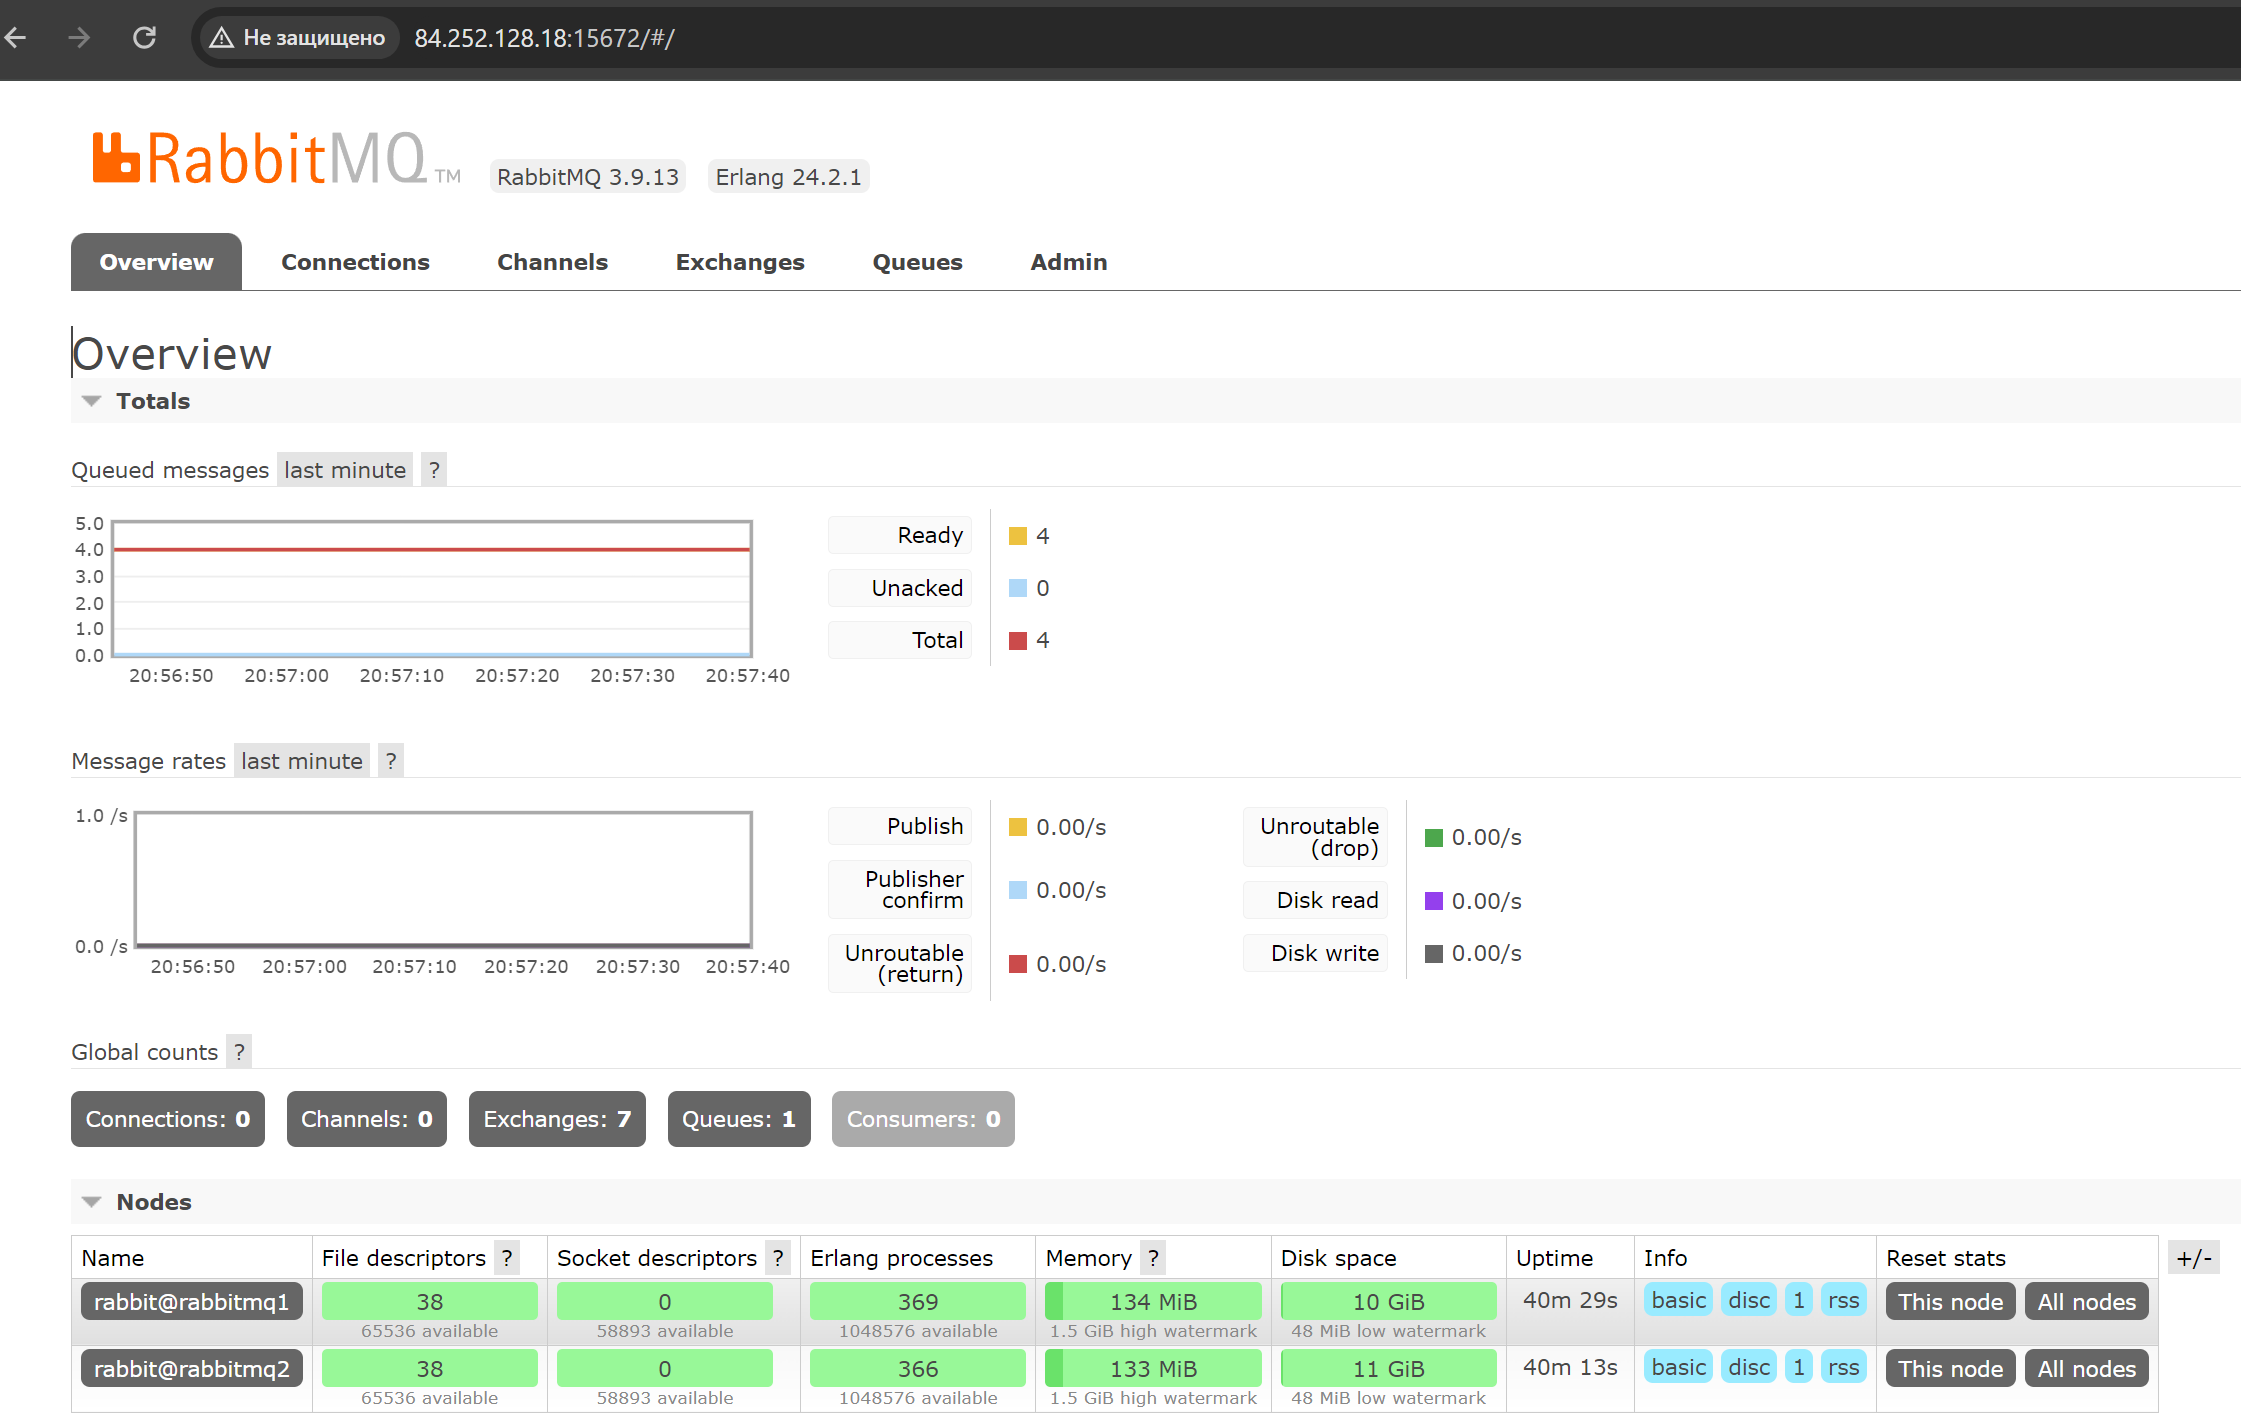 Не защищено 84.252.128.18:15672/#/
RabbitMQ TM RabbitMQ 3.9.13 Erlang 24.2.1
Overview Connections Channels Exchanges Queues Admin
Overview
Totals
Queued messages last minute ?
5.0
4.0
3.0
2.0
1.0
0.0
20:56:50 20:57:00 20:57:10 20:57:20 20:57:30 20:57:40
Ready 4
Unacked 0
Total 4
Message rates last minute ?
1.0 /s
0.0 /s
20:56:50 20:57:00 20:57:10 20:57:20 20:57:30 20:57:40
Publish 0.00/s
Publisher
confirm 0.00/s
Unroutable
(return) 0.00/s
Unroutable
(drop) 0.00/s
Disk read 0.00/s
Disk write 0.00/s
Global counts ?
Connections: 0 Channels: 0 Exchanges: 7 Queues: 1 Consumers: 0
Nodes
Name File descriptors ? Socket descriptors ? Erlang processes Memory ? Disk space Uptime Info Reset stats +/-
rabbit@rabbitmq1 38 0 369 134 MiB 10 GiB 40m 29s basic disc 1 rss This node All nodes
65536 available 58893 available 1048576 available 1.5 GiB high watermark 48 MiB low watermark
rabbit@rabbitmq2 38 0 366 133 MiB 11 GiB 40m 13s basic disc 1 rss This node All nodes
65536 available 58893 available 1048576 available 1.5 GiB high watermark 48 MiB low watermark